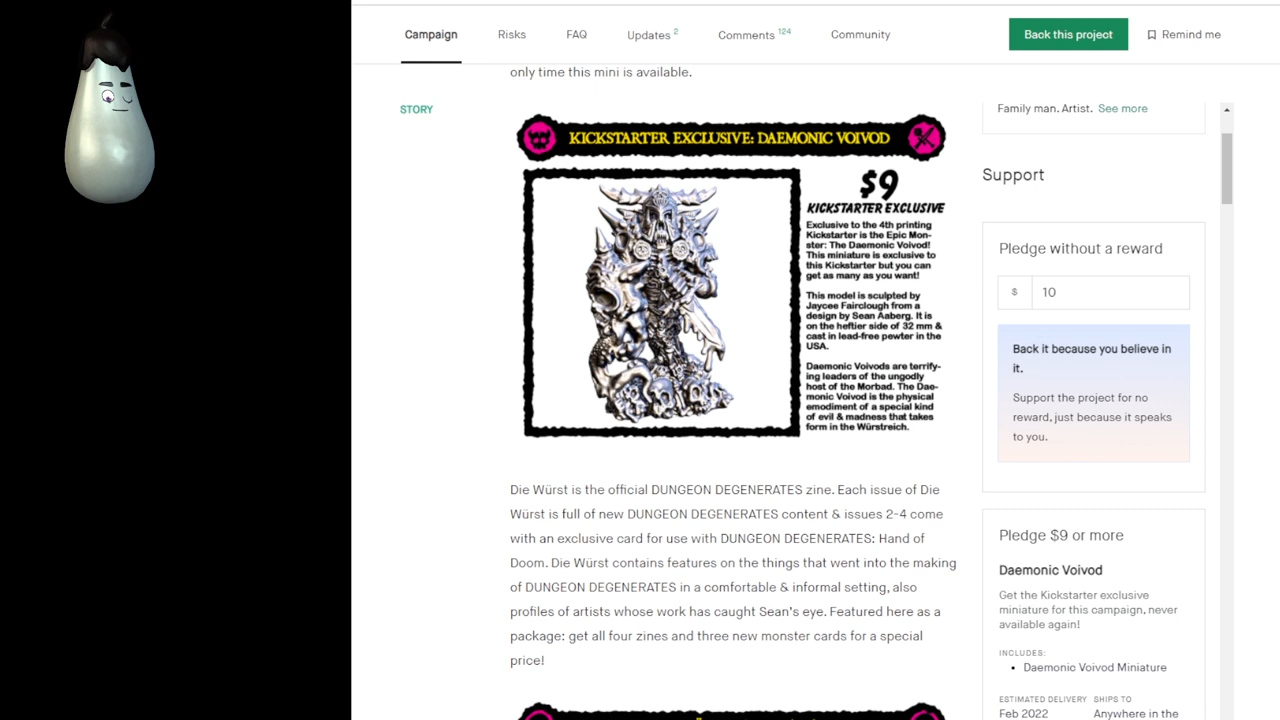 Campaign
Risks
FAQ
Updates 2
Comments 124
Community
Back this project
Remind me
only time this mini is available.
STORY
KICKSTARTER EXCLUSIVE: DAEMONIC VOIVOD
$9
KICKSTARTER EXCLUSIVE
Exclusive to the 4th printing
Kickstarter is the Epic Mon-
ster: The Daemonic Voivod!
This miniature is exclusive to
this Kickstarter but you can
get as many as you want!
This model is sculpted by
Jaycee Fairclough from a
design by Sean Aaberg. It is
on the heftier side of 32 mm &
cast in lead-free pewter in the
USA.
Daemonic Voivods are terrify-
ing leaders of the ungodly
host of the Morbad. The Dae-
monic Voivod is the physical
emodiment of a special kind
of evil & madness that takes
form in the Würstreich.
Die Würst is the official DUNGEON DEGENERATES zine. Each issue of Die
Würst is full of new DUNGEON DEGENERATES content & issues 2-4 come
with an exclusive card for use with DUNGEON DEGENERATES: Hand of
Doom. Die Würst contains features on the things that went into the making
of DUNGEON DEGENERATES in a comfortable & informal setting, also
profiles of artists whose work has caught Sean's eye. Featured here as a
package: get all four zines and three new monster cards for a special
price!
Family man. Artist. See more
Support
Pledge without a reward
$ 10
Back it because you believe in
it.
Support the project for no
reward, just because it speaks
to you.
Pledge $9 or more
Daemonic Voivod
Get the Kickstarter exclusive
miniature for this campaign, never
available again!
INCLUDES:
• Daemonic Voivod Miniature
ESTIMATED DELIVERY SHIPS TO
Feb 2022 Anywhere in the